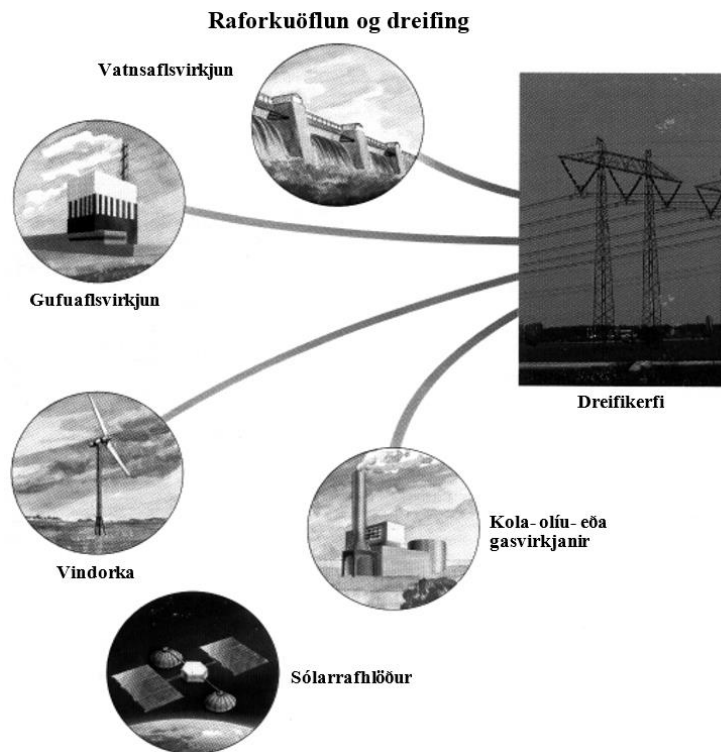 Raforkuöflun og dreifing
Vatnsaflsvirkjun
Gufuaflsvirkjun
Dreifikerfi
Vindorka
Kola- olíu- eða
gasvirkjanir
Sólarrafhlöður